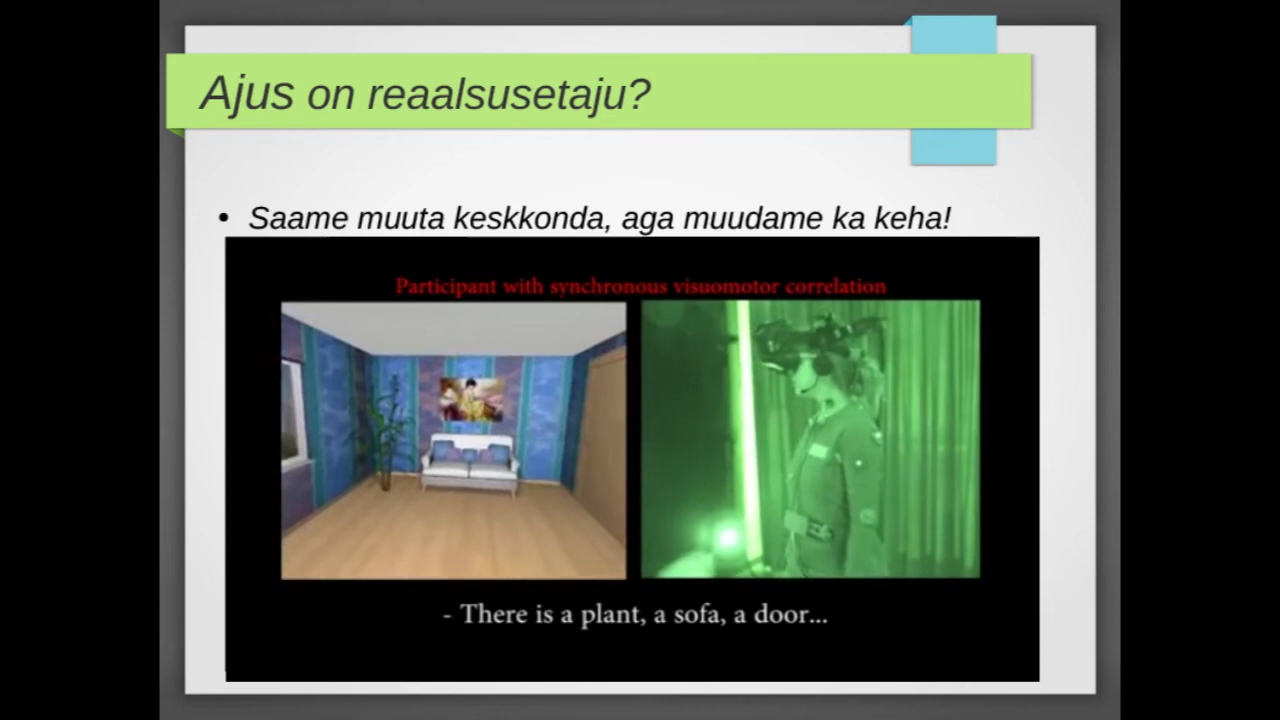 Ajus on reaalsusetaju?
• Saame muuta keskkonda, aga muudame ka keha!
Participant with synchronous visuomotor correlation
- There is a plant, a sofa, a door...